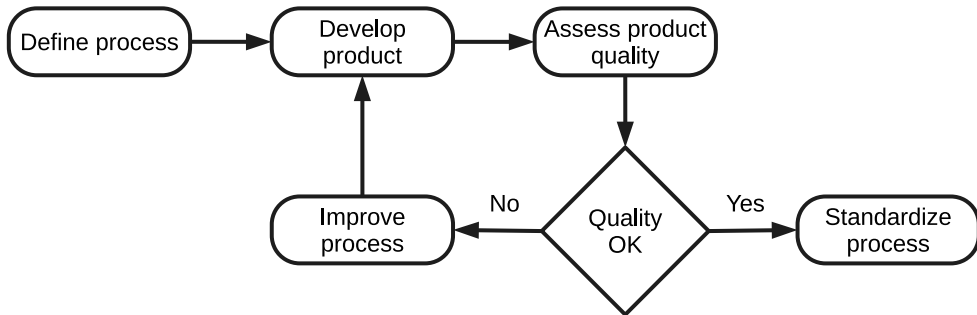 Define process
Develop
product
Assess product
quality
Improve
process
No
Quality
OK
Yes
Standardize
process